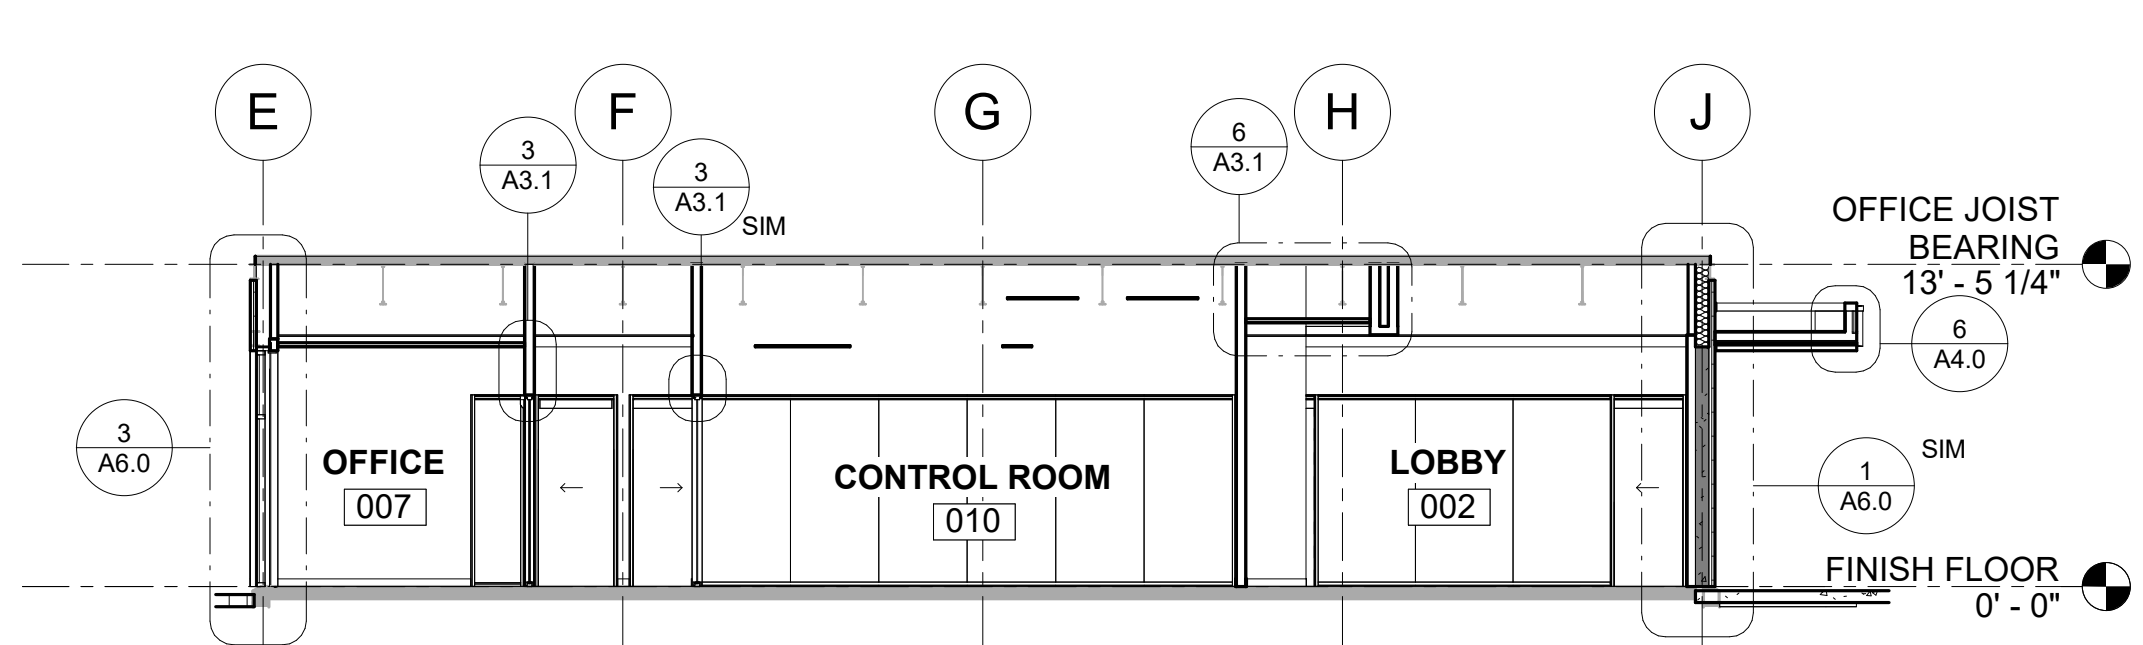 E
F
G
H
J
3
A3.1
3
A3.1
SIM
6
A3.1
OFFICE JOIST
BEARING
13' - 5 1/4"
6
A4.0
3
A6.0
OFFICE
007
CONTROL ROOM
010
LOBBY
002
SIM
1
A6.0
FINISH FLOOR
0' - 0"